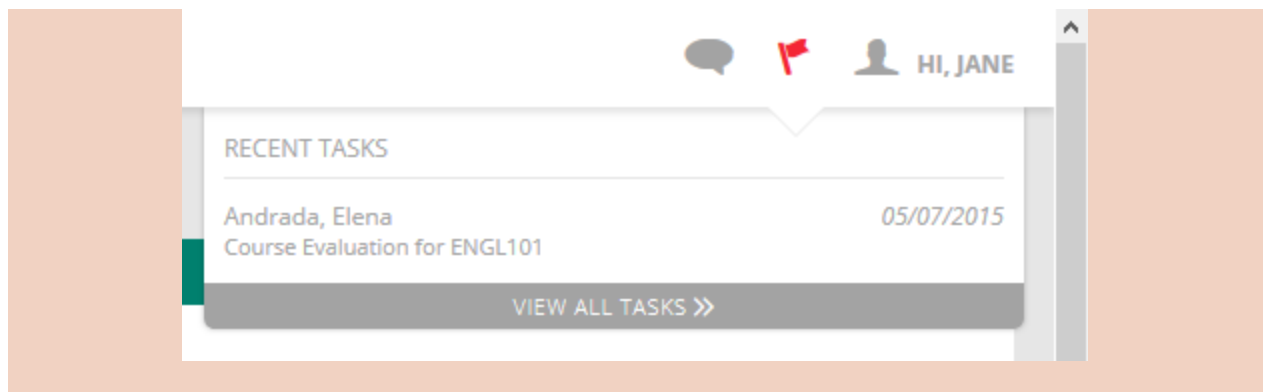 HI, JANE
RECENT TASKS
Andrada, Elena 05/07/2015
Course Evaluation for ENGL101
VIEW ALL TASKS »